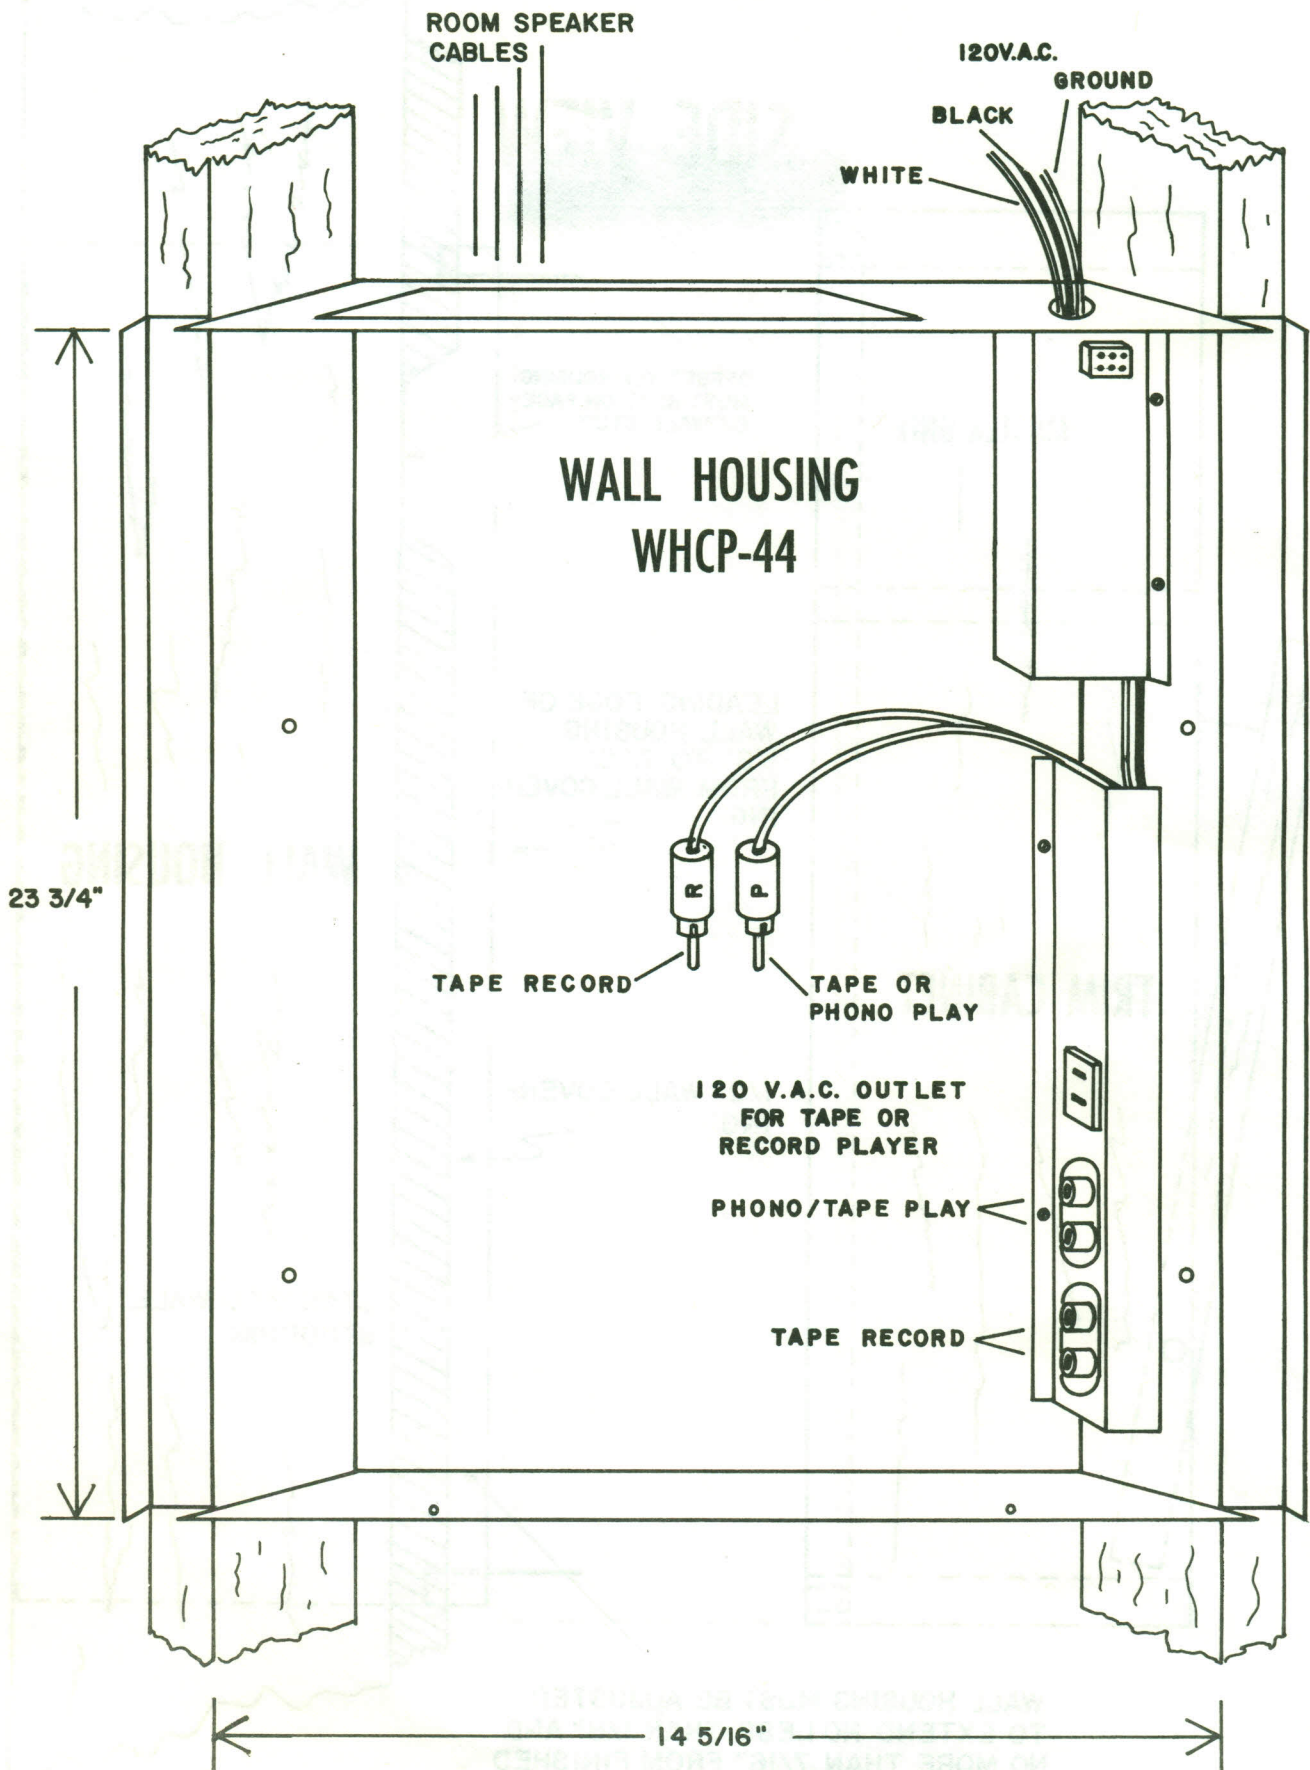 ROOM SPEAKER
CABLES
120V.A.C.
GROUND
BLACK
WHITE
WALL HOUSING
WHCP-44
23 3/4"
R
P
TAPE RECORD
TAPE OR
PHONO PLAY
120 V.A.C. OUTLET
FOR TAPE OR
RECORD PLAYER
PHONO/TAPE PLAY
TAPE RECORD
14 5/16"